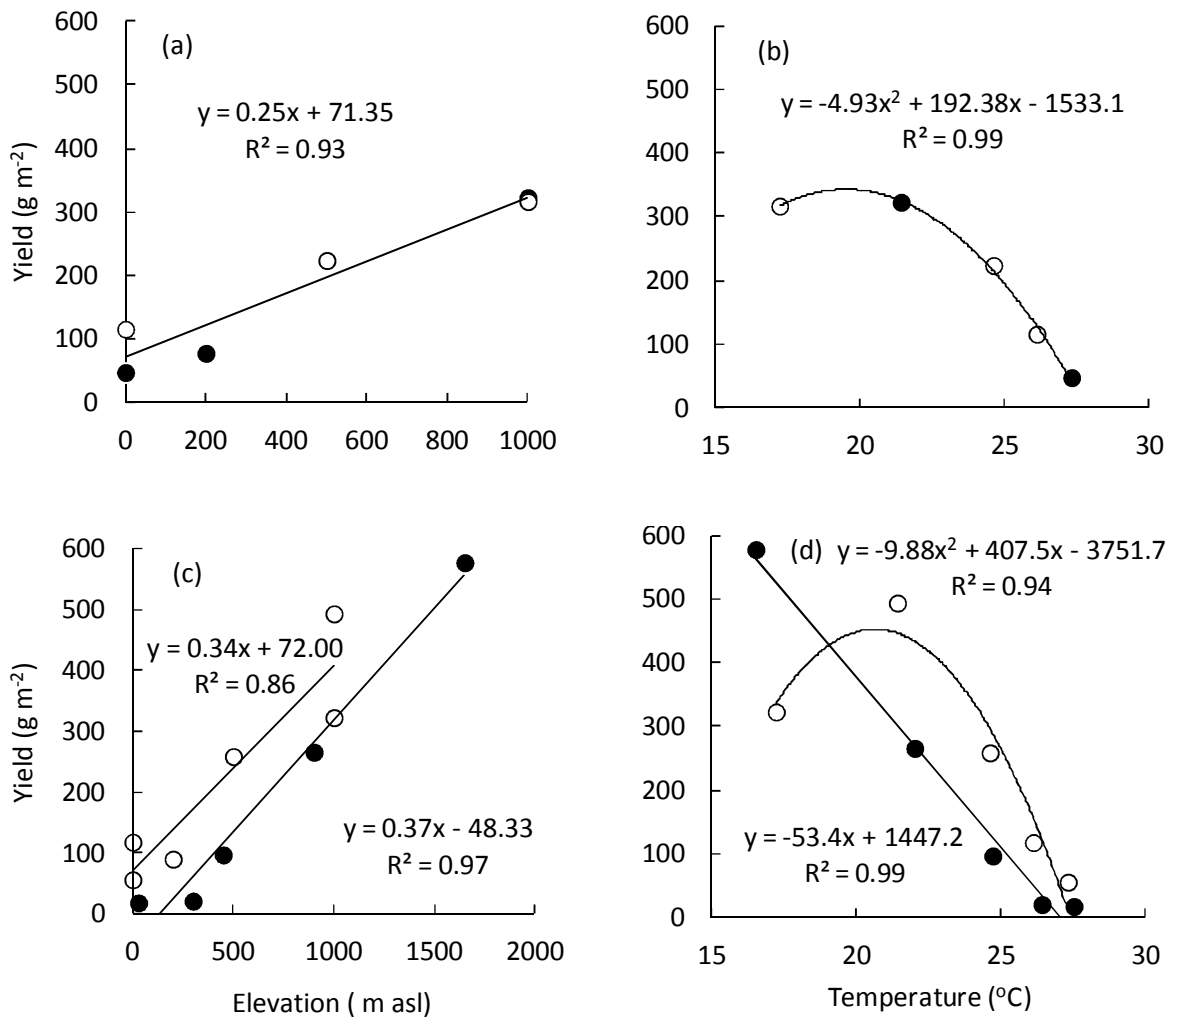 600
500
400
300
200
100
0
0
200
400
600
800
1000
Yield (g m⁻²)
(a)
y = 0.25x + 71.35
R² = 0.93
600
500
400
300
200
100
0
15
20
25
30
(b)
y = -4.93x² + 192.38x - 1533.1
R² = 0.99
600
500
400
300
200
100
0
0
500
1000
1500
2000
Yield (g m⁻²)
Elevation ( m asl)
(c)
y = 0.34x + 72.00
R² = 0.86
y = 0.37x - 48.33
R² = 0.97
600
500
400
300
200
100
0
15
20
25
30
Temperature (°C)
(d) y = -9.88x² + 407.5x - 3751.7
R² = 0.94
y = -53.4x + 1447.2
R² = 0.99